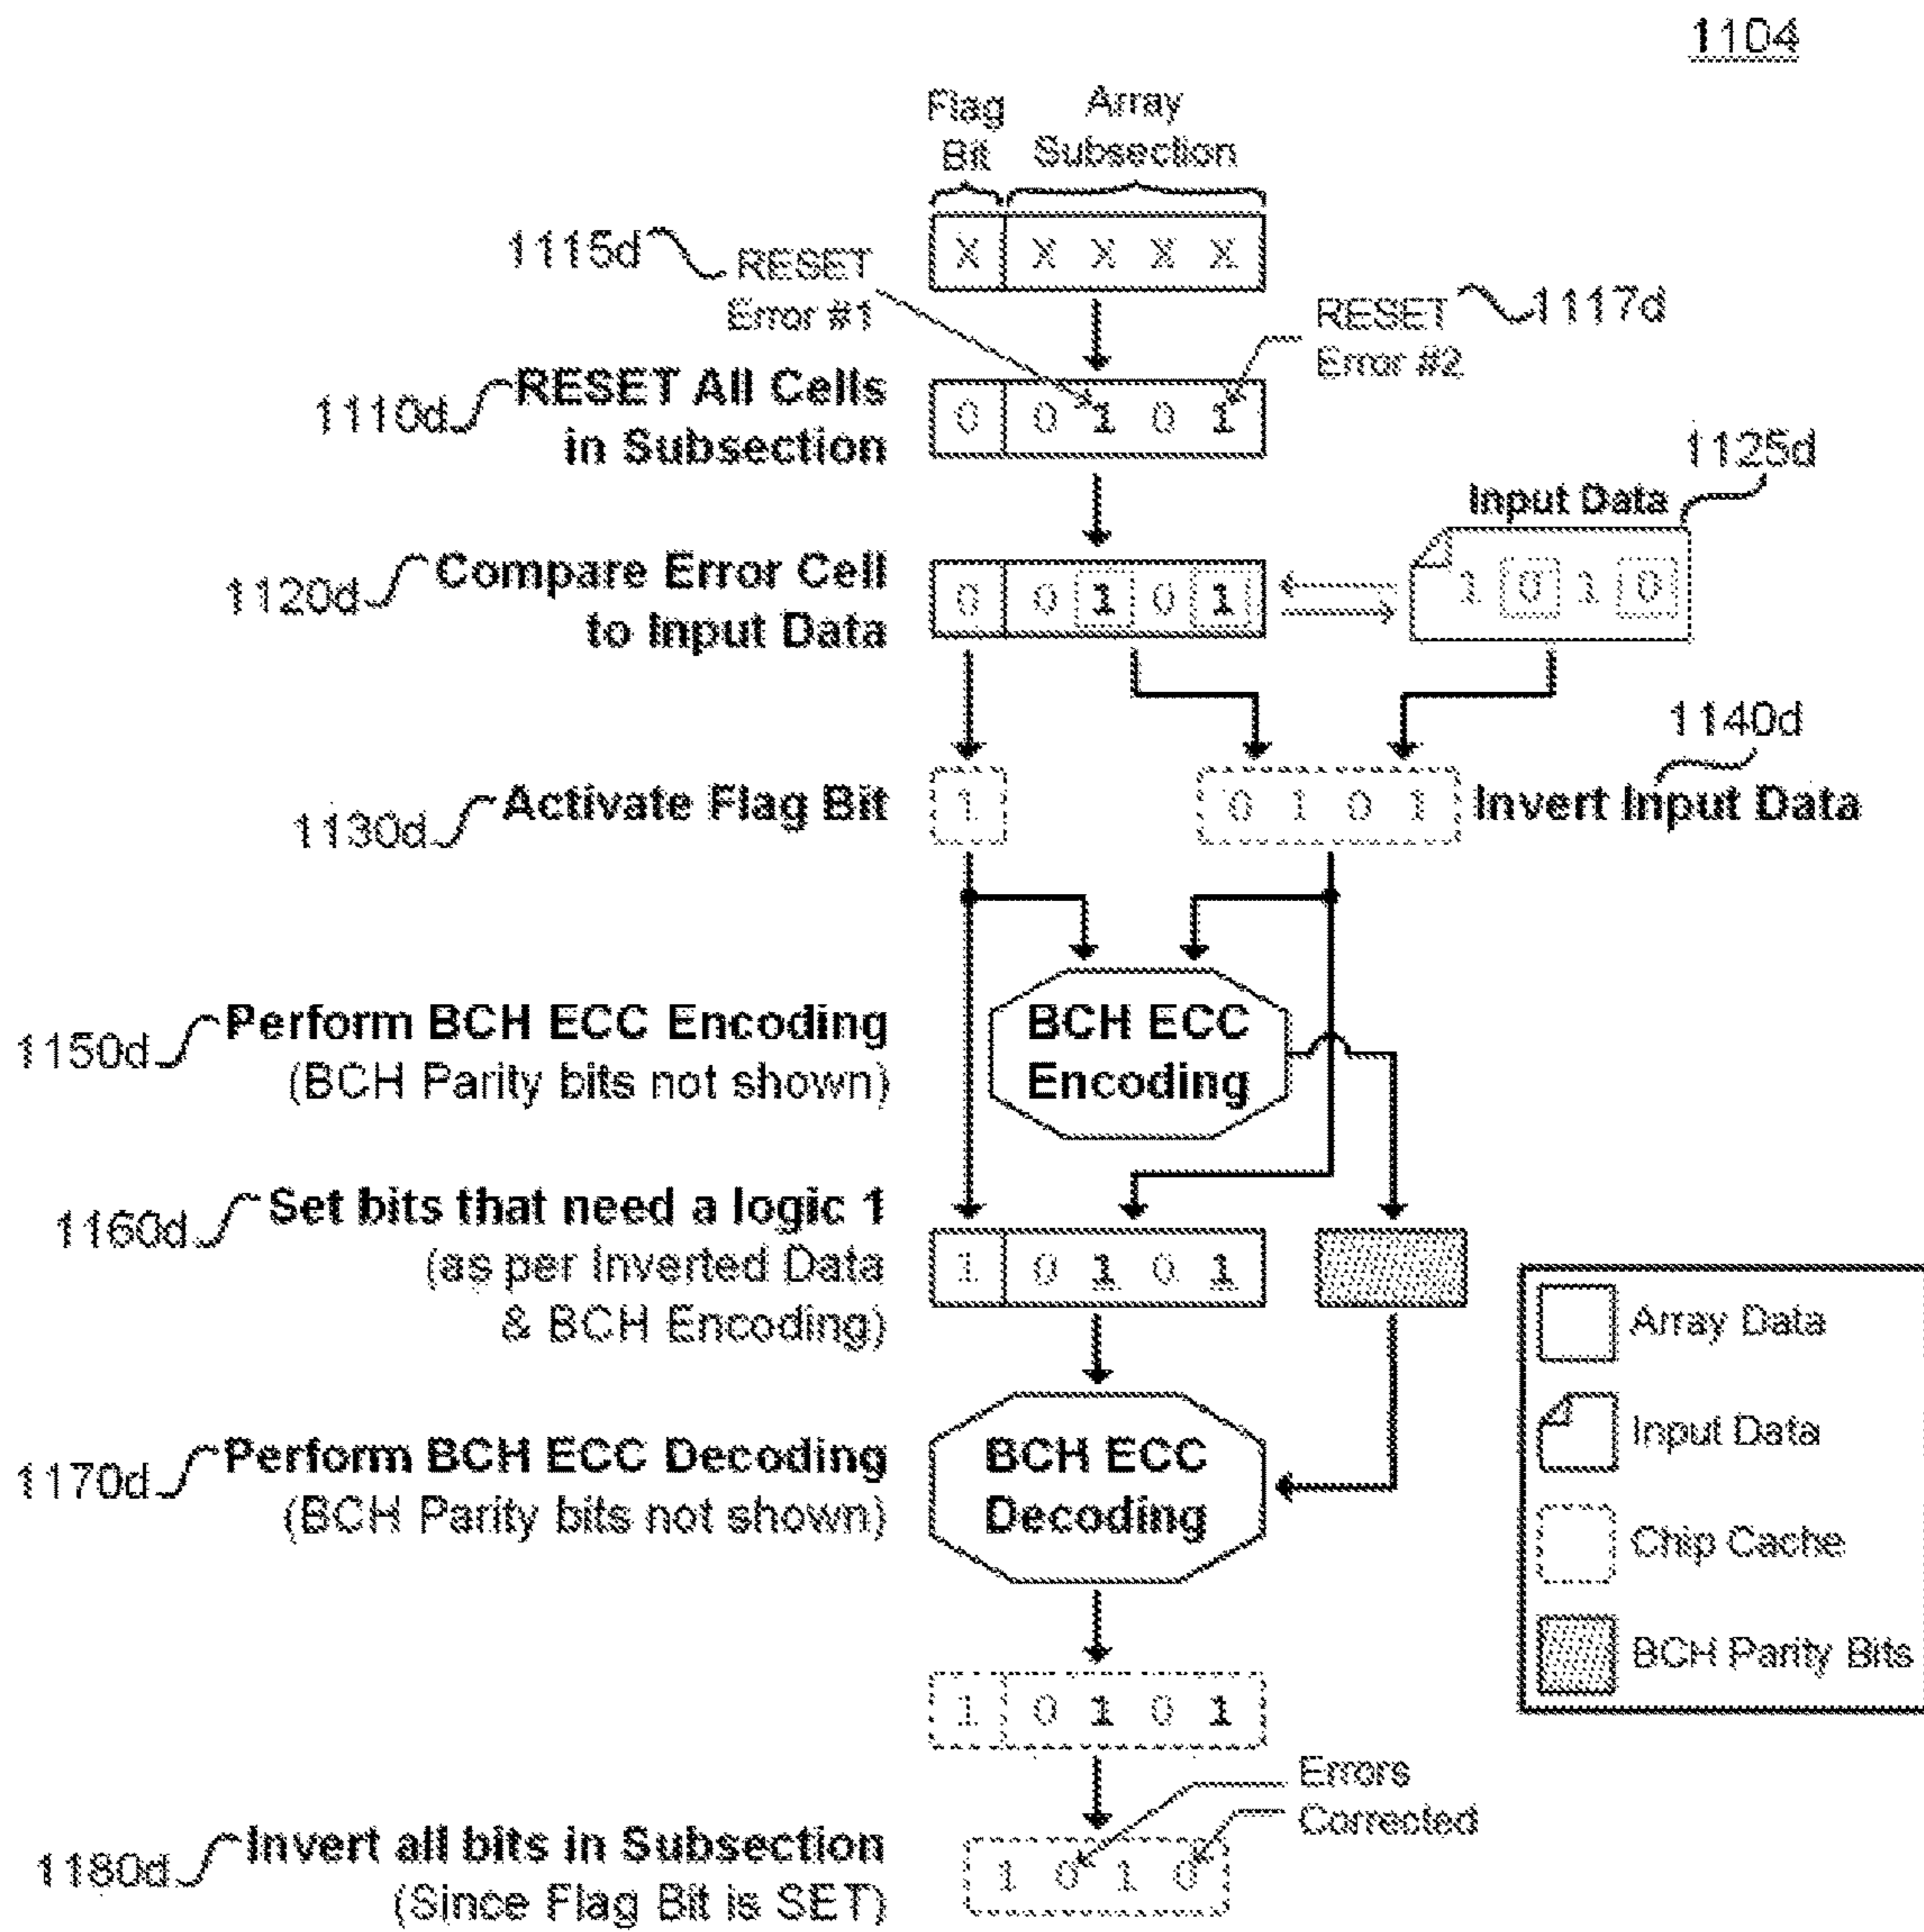 1104
Flag Bit
Array Subsection
X X X X X
1115d
RESET Error #1
RESET Error #2
1117d
1110d
RESET All Cells
in Subsection
0 0 1 0 1
1125d
Input Data
1120d
Compare Error Cell
to Input Data
0 0 1 0 1
1 0 1 0
1140d
1130d
Activate Flag Bit
1
0 1 0 1
Invert Input Data
1150d
Perform BCH ECC Encoding
(BCH Parity bits not shown)
BCH ECC
Encoding
1160d
Set bits that need a logic 1
(as per Inverted Data
& BCH Encoding)
1 0 1 0 1
1170d
Perform BCH ECC Decoding
(BCH Parity bits not shown)
BCH ECC
Decoding
Array Data
Input Data
Chip Cache
BCH Parity Bits
1 0 1 0 1
Errors
Corrected
1180d
Invert all bits in Subsection
(Since Flag Bit is SET)
1 0 1 0